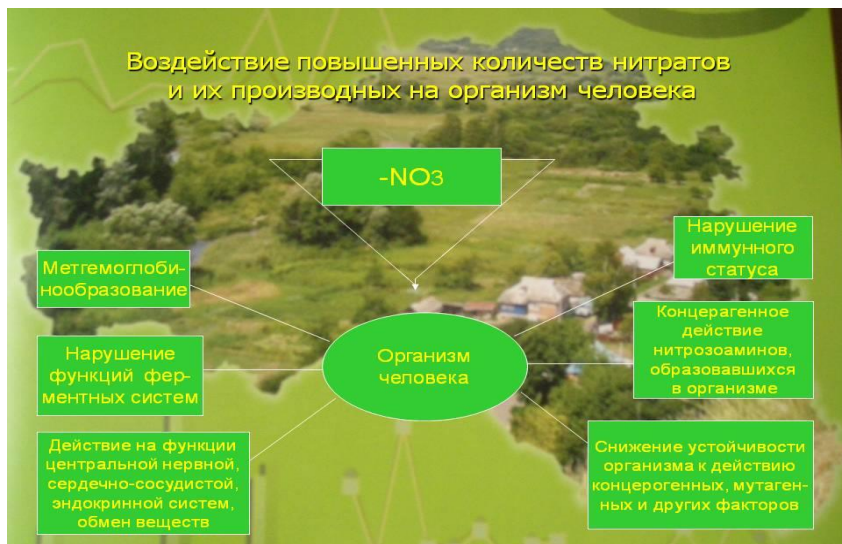 Воздействие повышенных количеств нитратов
и их производных на организм человека
-NO3
Метгемоглоби-
нообразование
Нарушение
функций фер-
ментных систем
Действие на функции
центральной нервной,
сердечно-сосудистой,
эндокринной систем,
обмен веществ
Организм
человека
Нарушение
иммунного
статуса
Концерагенное
действие
нитрозоаминов,
образовавшихся
в организме
Снижение устойчивости
организма к действию
концерогенных, мутаген-
ных и других факторов